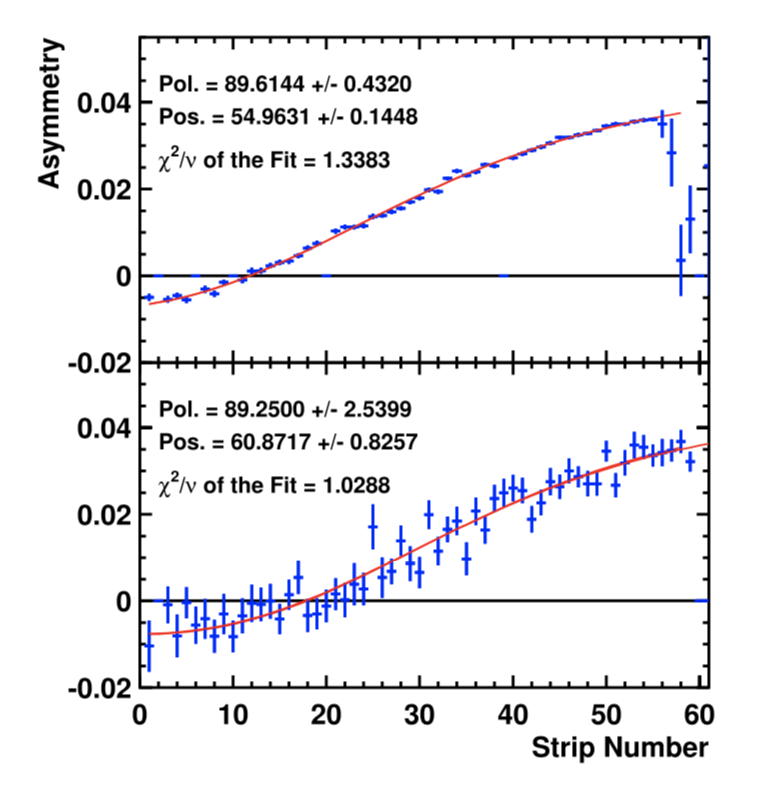 Asymmetry
Pol. = 89.6144 +/- 0.4320
Pos. = 54.9631 +/- 0.1448
χ²/ν of the Fit = 1.3383
0.04
0.02
0
-0.02
Pol. = 89.2500 +/- 2.5399
Pos. = 60.8717 +/- 0.8257
χ²/ν of the Fit = 1.0288
0.04
0.02
0
-0.02
0 10 20 30 40 50 60
Strip Number